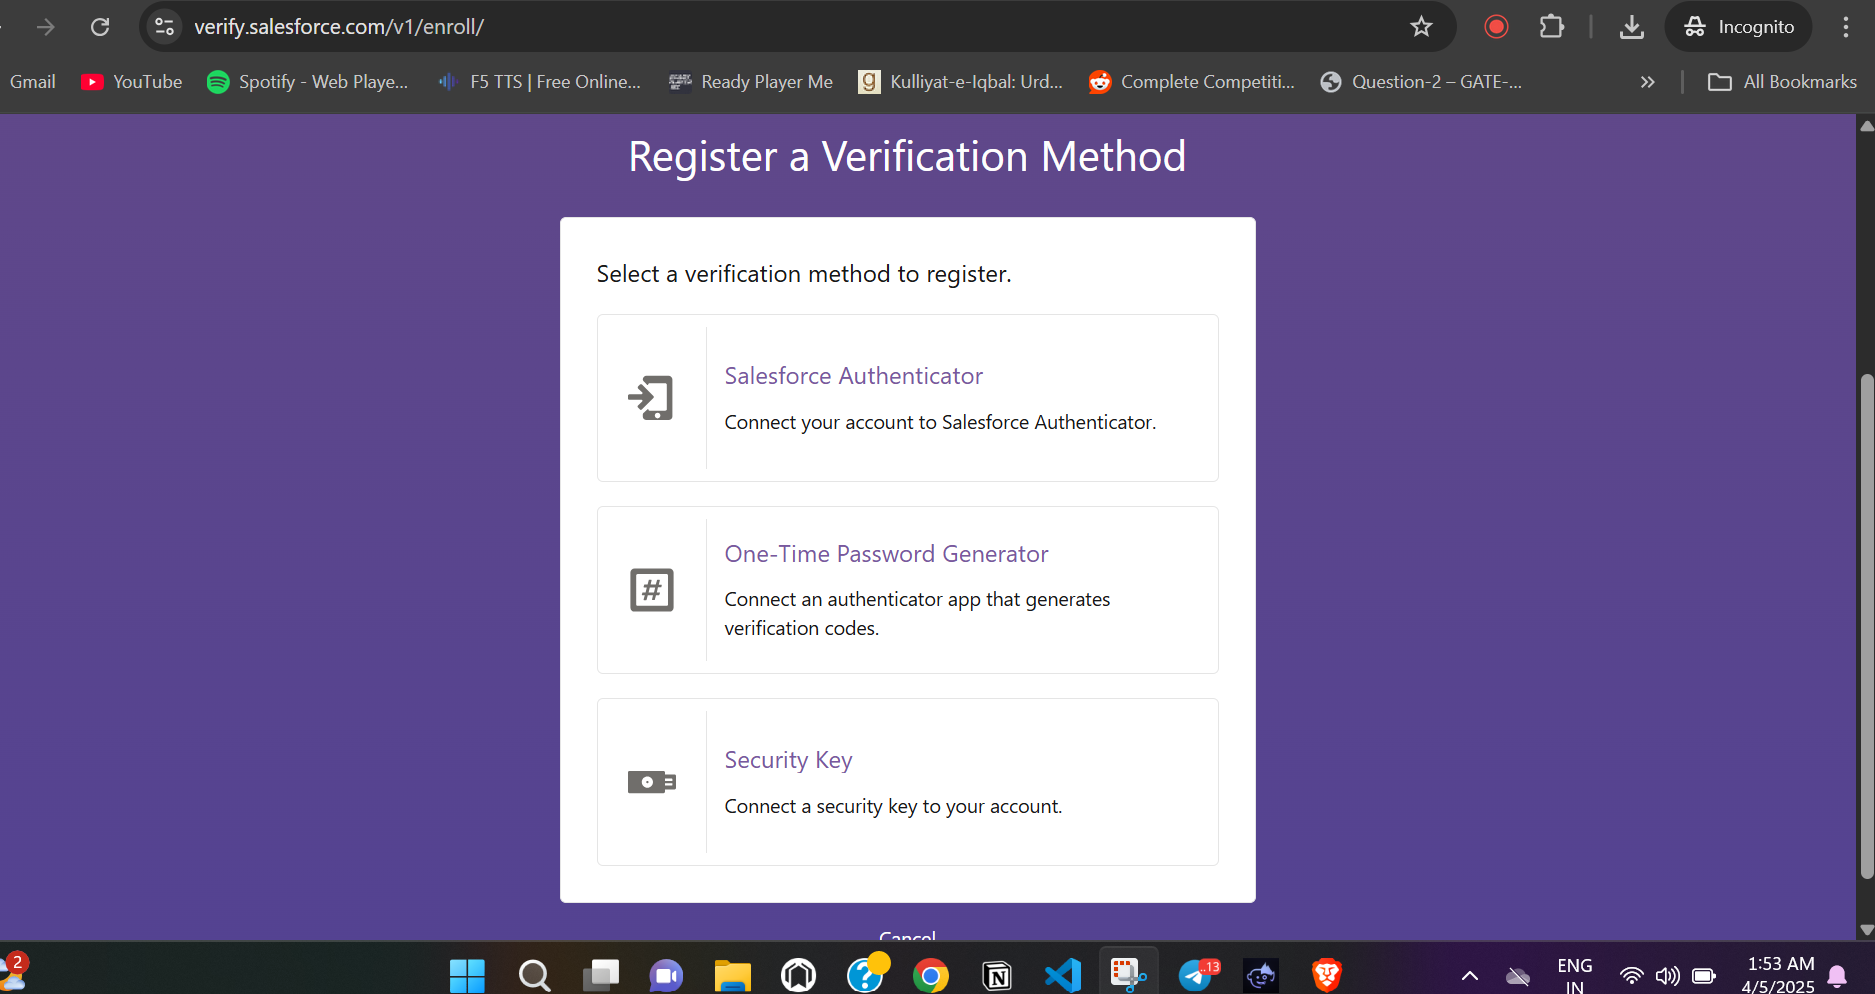 verify.salesforce.com/v1/enroll/
Incognito
Gmail YouTube Spotify - Web Playe... F5 TTS | Free Online... Ready Player Me Kulliyat-e-Iqbal: Urd... Complete Competiti... Question-2 – GATE-... » All Bookmarks
Register a Verification Method
Select a verification method to register.
Salesforce Authenticator
Connect your account to Salesforce Authenticator.
#
One-Time Password Generator
Connect an authenticator app that generates
verification codes.
Security Key
Connect a security key to your account.
Cancel
2
..13
ENG
IN
1:53 AM
4/5/2025